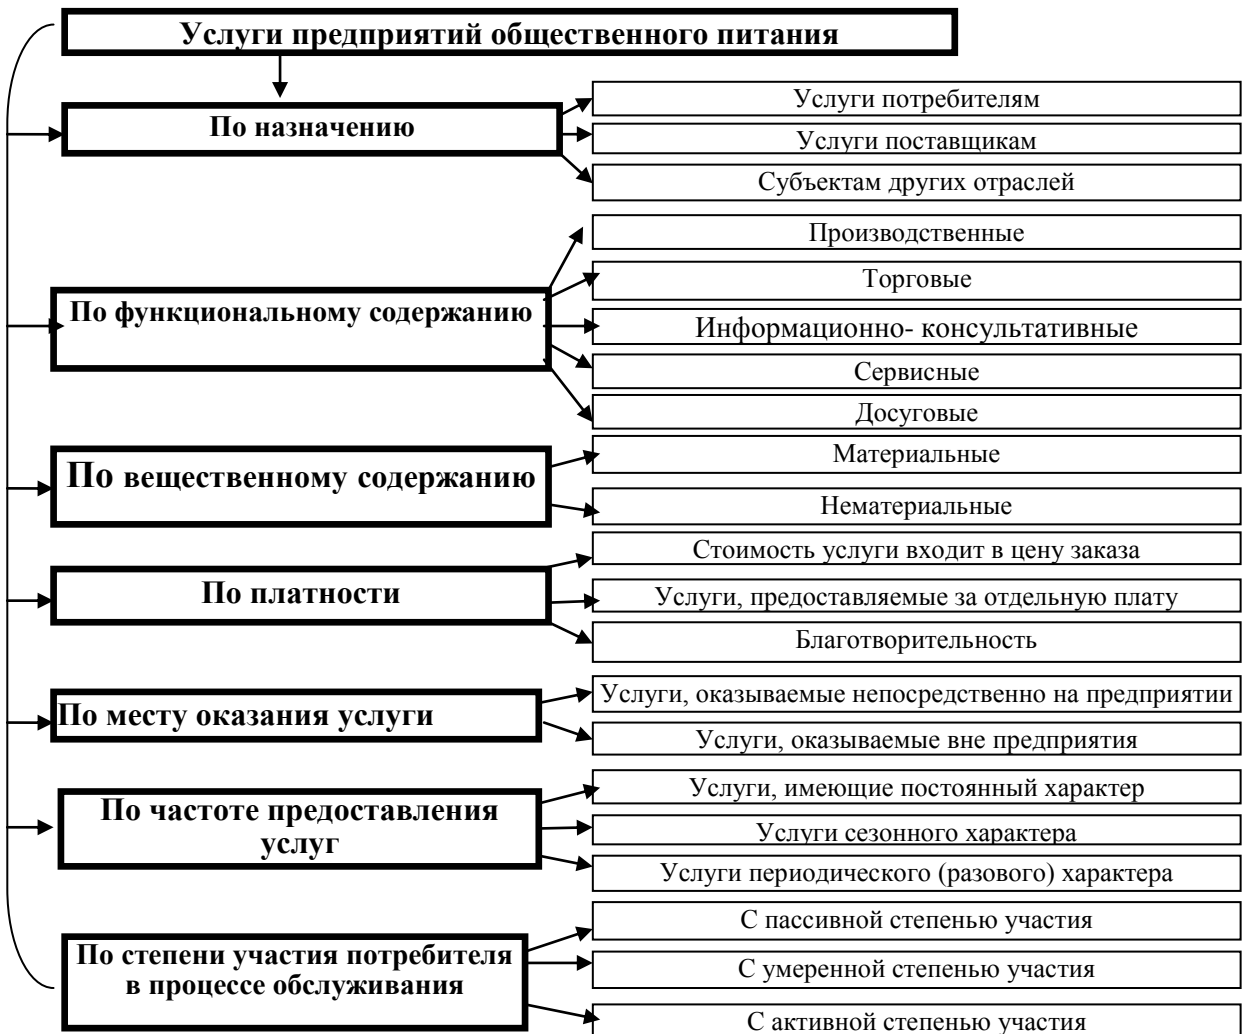 Услуги предприятий общественного питания
По назначению
Услуги потребителям
Услуги поставщикам
Субъектам других отраслей
По функциональному содержанию
Производственные
Торговые
Информационно- консультативные
Сервисные
Досуговые
По вещественному содержанию
Материальные
Нематериальные
По платности
Стоимость услуги входит в цену заказа
Услуги, предоставляемые за отдельную плату
Благотворительность
По месту оказания услуги
Услуги, оказываемые непосредственно на предприятии
Услуги, оказываемые вне предприятия
По частоте предоставления
услуг
Услуги, имеющие постоянный характер
Услуги сезонного характера
Услуги периодического (разового) характера
По степени участия потребителя
в процессе обслуживания
С пассивной степенью участия
С умеренной степенью участия
С активной степенью участия